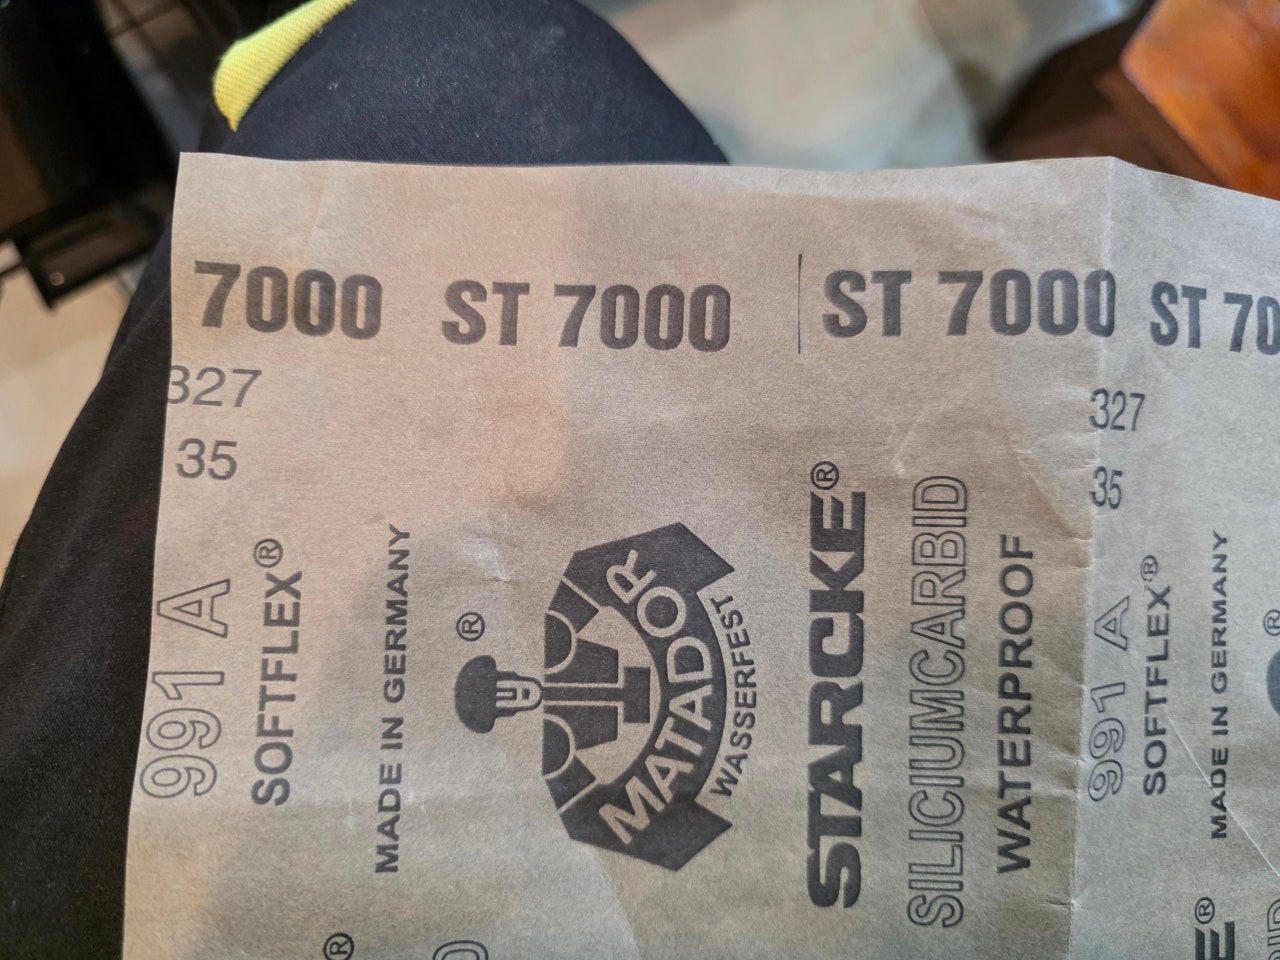 7000 ST 7000 ST 7000 ST 70
327
35
991 A
SOFTFLEX®
MADE IN GERMANY
®
MATADOR
WASSERFEST
STARCKE®
SILICIUMCARBID
WATERPROOF
327
35
991 A
SOFTFLEX®
MADE IN GERMANY
®
®
E®